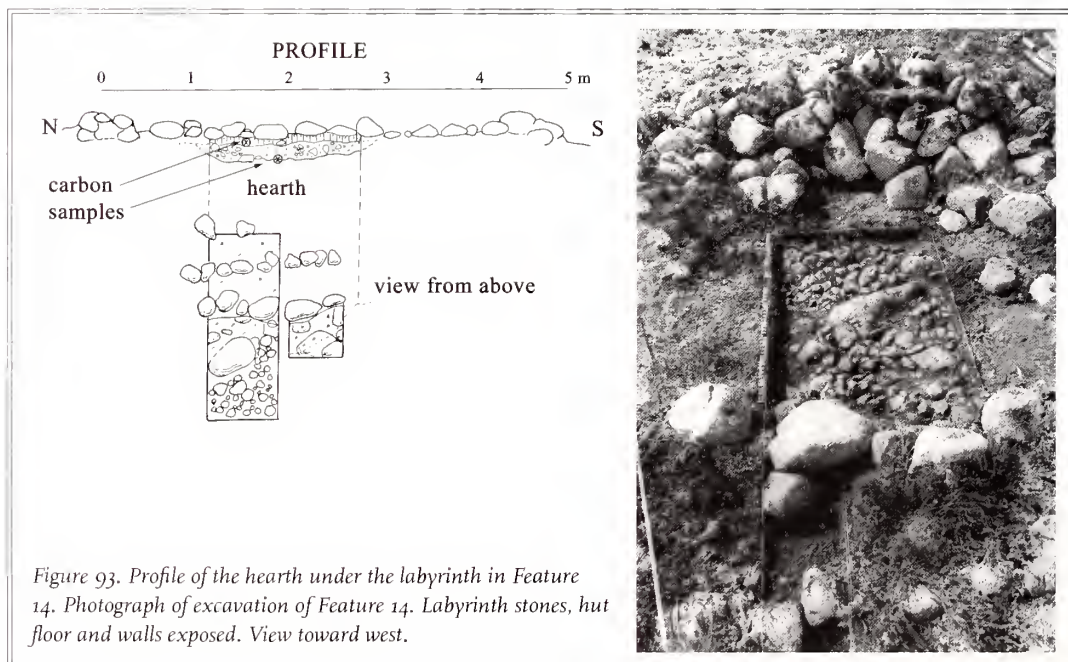 PROFILE
0 1 2 3 4 5 m
N S
carbon
samples
hearth
view from above
Figure 93. Profile of the hearth under the labyrinth in Feature
14. Photograph of excavation of Feature 14. Labyrinth stones, hut
floor and walls exposed. View toward west.